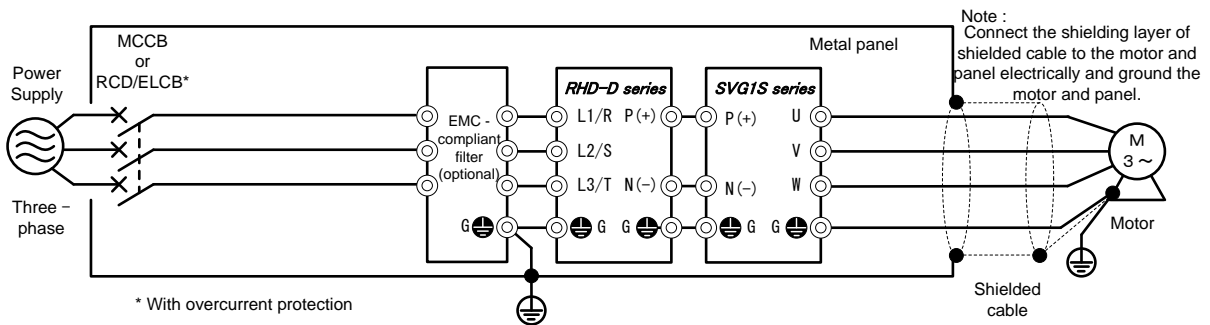 Note :
Connect the shielding layer of
shielded cable to the motor and
panel electrically and ground the
motor and panel.
Metal panel
MCCB
or
RCD/ELCB*
Power
Supply
Three-
phase
EMC -
compliant
filter
(optional)
G
RHD-D series
L1/R P(+)
L2/S
L3/T N(-)
G G
SVG1S series
P(+) U
V
N(-) W
G G
M
3~
Motor
Shielded
cable
* With overcurrent protection